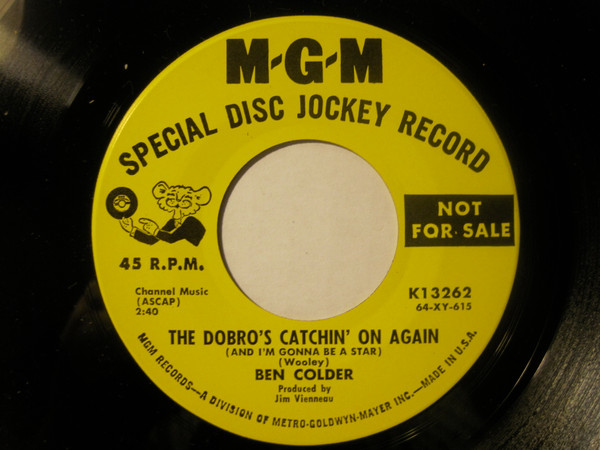 M-G-M
SPECIAL DISC JOCKEY RECORD
NOT
FOR SALE
45 R.P.M.
Channel Music
(ASCAP)
2:40
K13262
64-XY-615
THE DOBRO'S CATCHIN' ON AGAIN
(AND I'M GONNA BE A STAR)
(Wooley)
BEN COLDER
Produced by
Jim Vienneau
MGM RECORDS—A DIVISION OF METRO-GOLDWYN-MAYER INC.—MADE IN U.S.A.